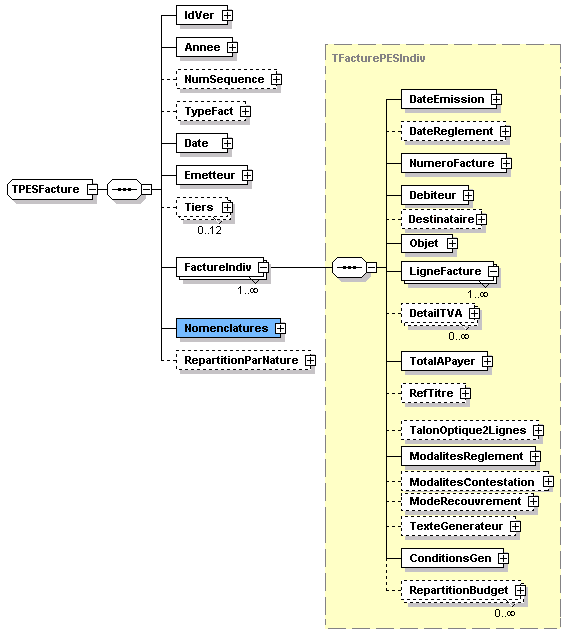 TPESFacture
IdVer
Annee
NumSequence
TypeFact
Date
Emetteur
Tiers
0..12
FactureIndiv
1..∞
Nomenclatures
RepartitionParNature
TFacturePESIndiv
DateEmission
DateReglement
NumeroFacture
Debiteur
Destinataire
Objet
LigneFacture
1..∞
DetailTVA
0..∞
TotalAPayer
RefTitre
TalonOptique2Lignes
ModalitesReglement
ModalitesContestation
ModeRecouvrement
TexteGenerateur
ConditionsGen
RepartitionBudget
0..∞